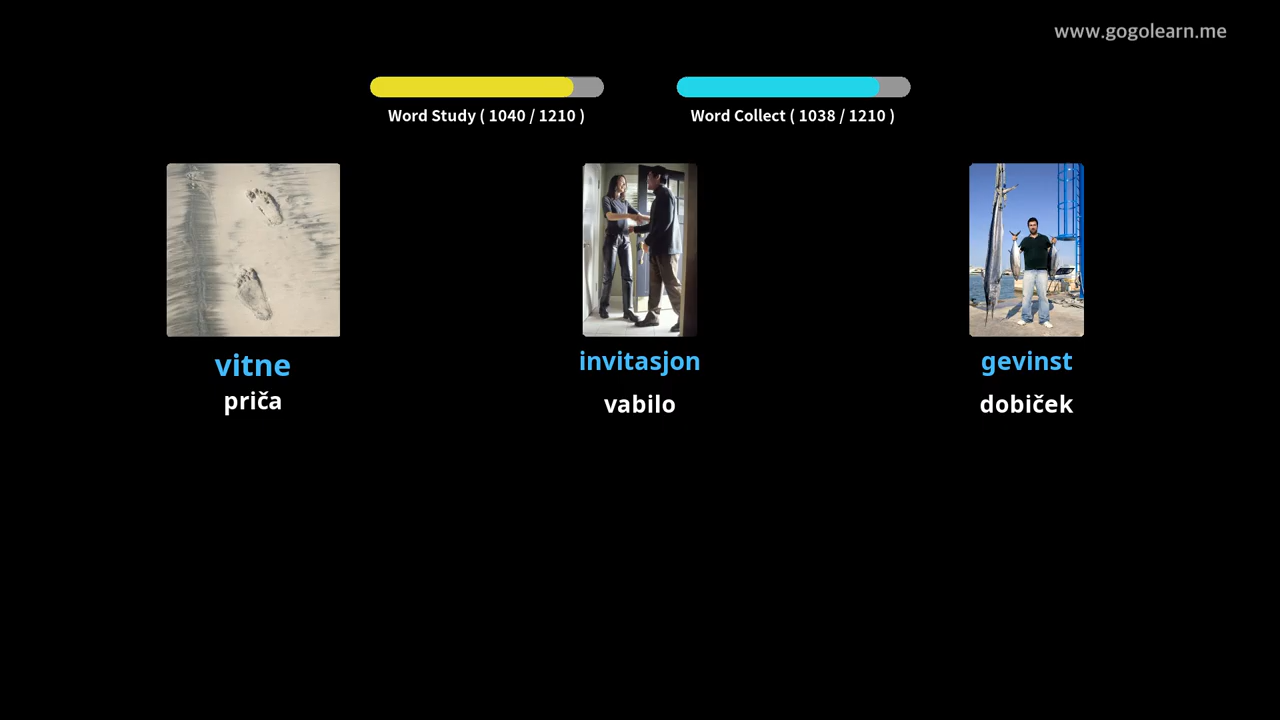 www.gogolearn.me
Word Study ( 1040 / 1210 )
Word Collect ( 1038 / 1210 )
vitne
priča
invitasjon
vabilo
gevinst
dobiček